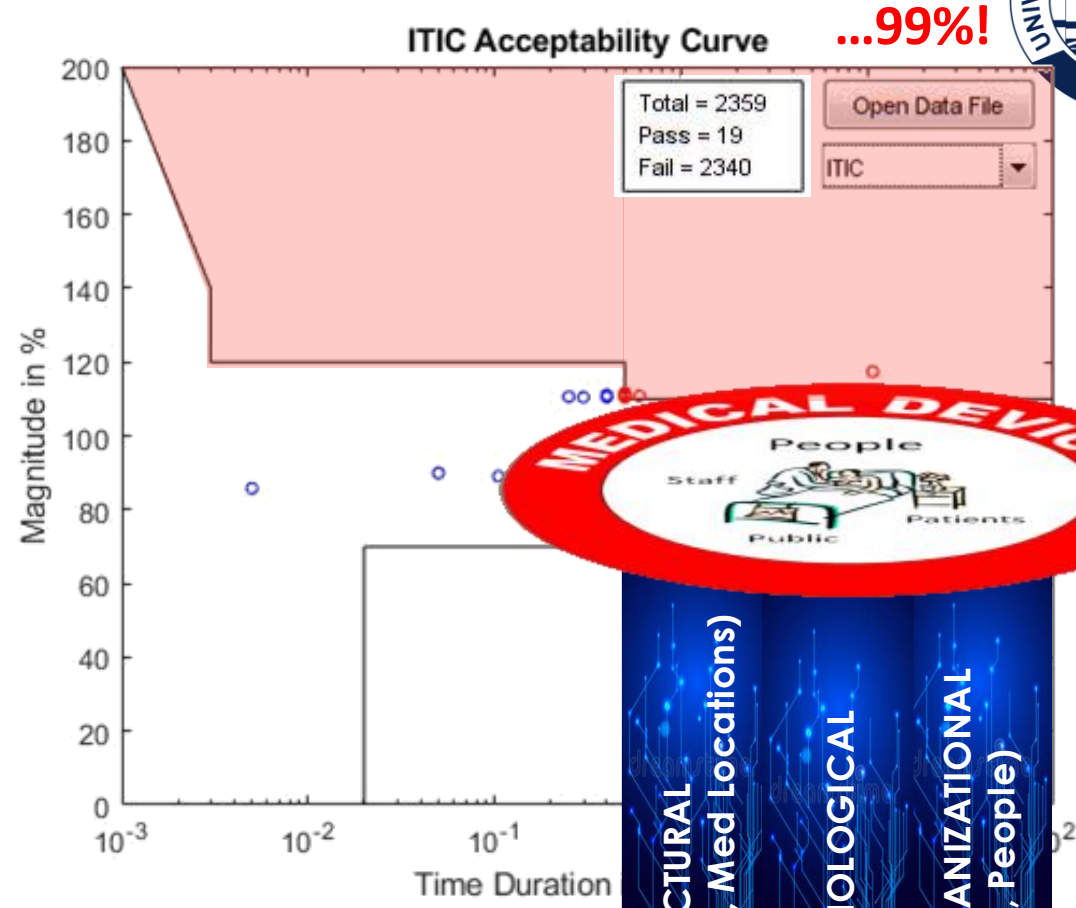 ITIC Acceptability Curve
...99%!
UNI
Total = 2359
Pass = 19
Fail = 2340
Open Data File
ITIC
Magnitude in %
200
180
160
140
120
100
80
60
40
20
0
10-3
10-2
10-1
02
Time Duration
MEDICAL DEVIC
People
Staff
Patients
Public
CTURAL
, Med Locations)
OLOGICAL
ANIZATIONAL
, People)